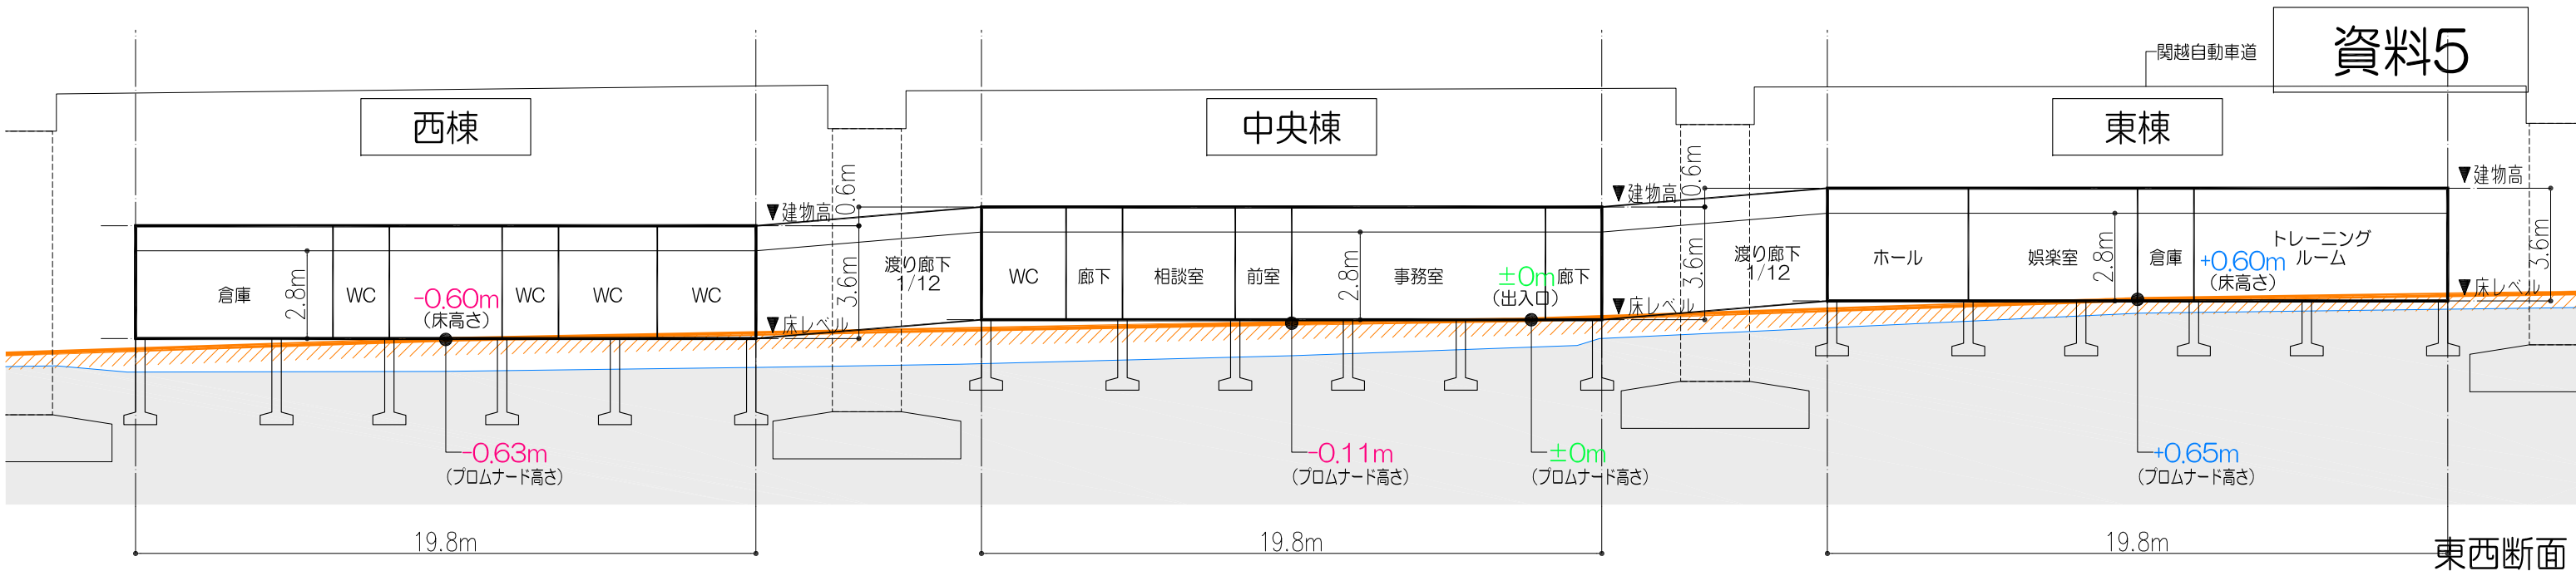 資料5
関越自動車道
西棟
中央棟
東棟
▼建物高
0.6m
▼建物高
0.6m
▼建物高
倉庫
2.8m
WC
-0.60m
(床高さ)
WC
WC
WC
▼床レベル
3.6m
渡り廊下
1/12
WC
廊下
相談室
前室
2.8m
事務室
±0m
(出入口)
廊下
▼床レベル
3.6m
渡り廊下
1/12
ホール
娯楽室
2.8m
倉庫
+0.60m
(床高さ)
トレーニング
ルーム
▼床レベル
3.6m
-0.63m
(プロムナード高さ)
-0.11m
(プロムナード高さ)
±0m
(プロムナード高さ)
+0.65m
(プロムナード高さ)
19.8m
19.8m
19.8m
東西断面